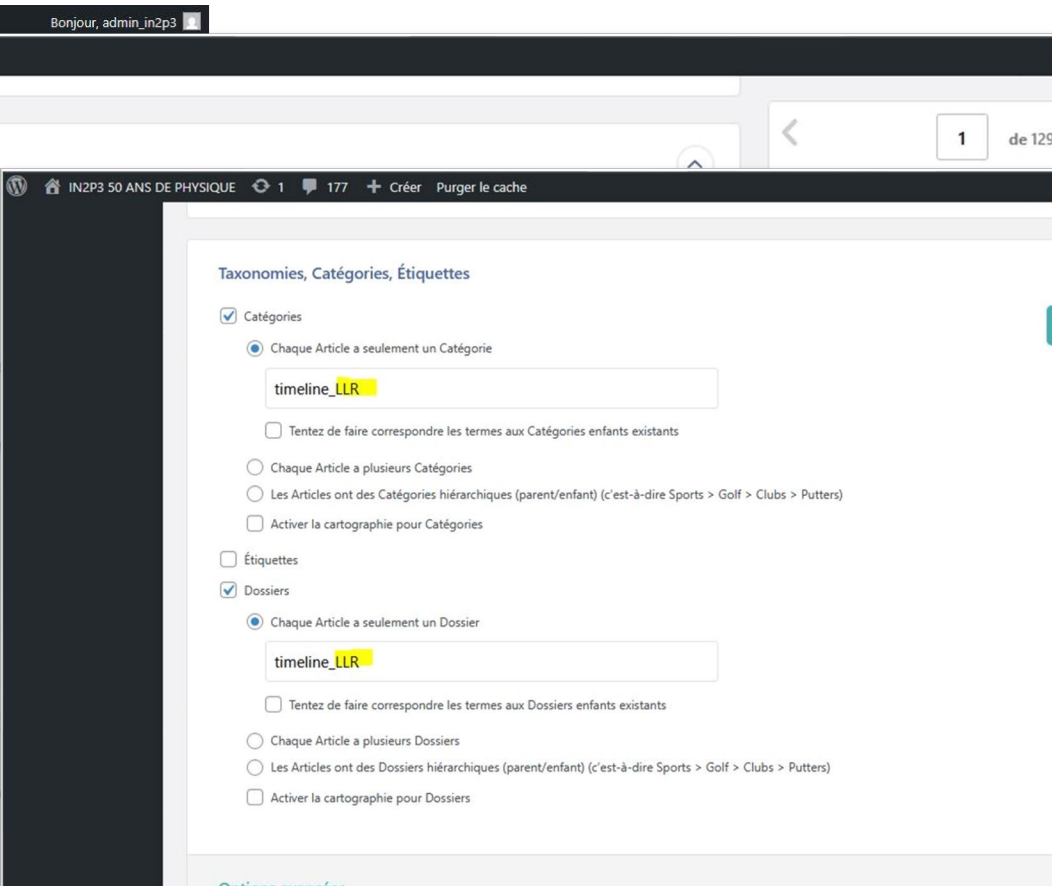 Bonjour, admin_in2p3
1 de 129
IN2P3 50 ANS DE PHYSIQUE 1 177 Créer Purger le cache
Taxonomies, Catégories, Étiquettes
Catégories
Chaque Article a seulement un Catégorie
timeline_LLR
Tentez de faire correspondre les termes aux Catégories enfants existants
Chaque Article a plusieurs Catégories
Les Articles ont des Catégories hiérarchiques (parent/enfant) (c'est-à-dire Sports > Golf > Clubs > Putters)
Activer la cartographie pour Catégories
Étiquettes
Dossiers
Chaque Article a seulement un Dossier
timeline_LLR
Tentez de faire correspondre les termes aux Dossiers enfants existants
Chaque Article a plusieurs Dossiers
Les Articles ont des Dossiers hiérarchiques (parent/enfant) (c'est-à-dire Sports > Golf > Clubs > Putters)
Activer la cartographie pour Dossiers